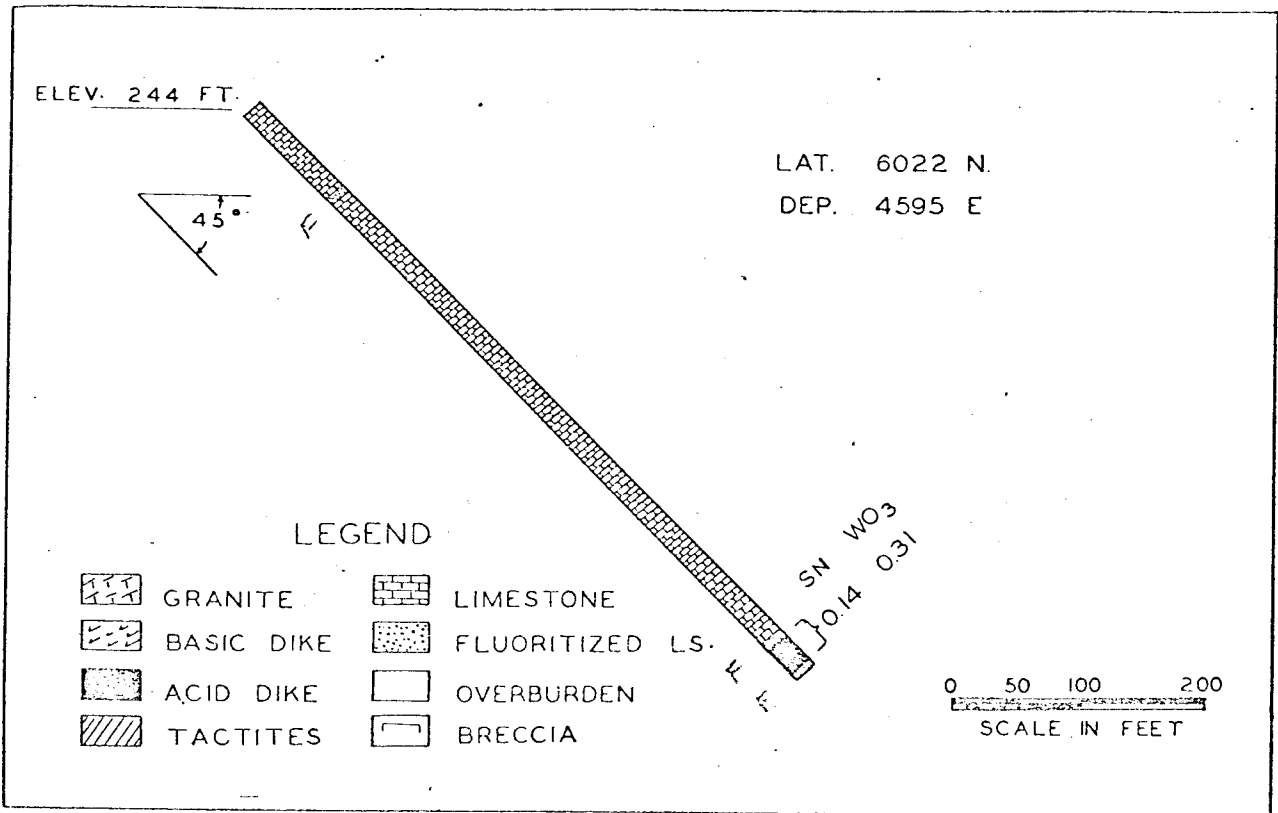 ELEV. 244 FT.
LAT. 6022 N.
DEP. 4595 E
45°
F
SN WO3
0.14 0.31
F
F
LEGEND
GRANITE
LIMESTONE
BASIC DIKE
FLUORITIZED LS.
ACID DIKE
OVERBURDEN
TACTITES
BRECCIA
0 50 100 200
SCALE IN FEET